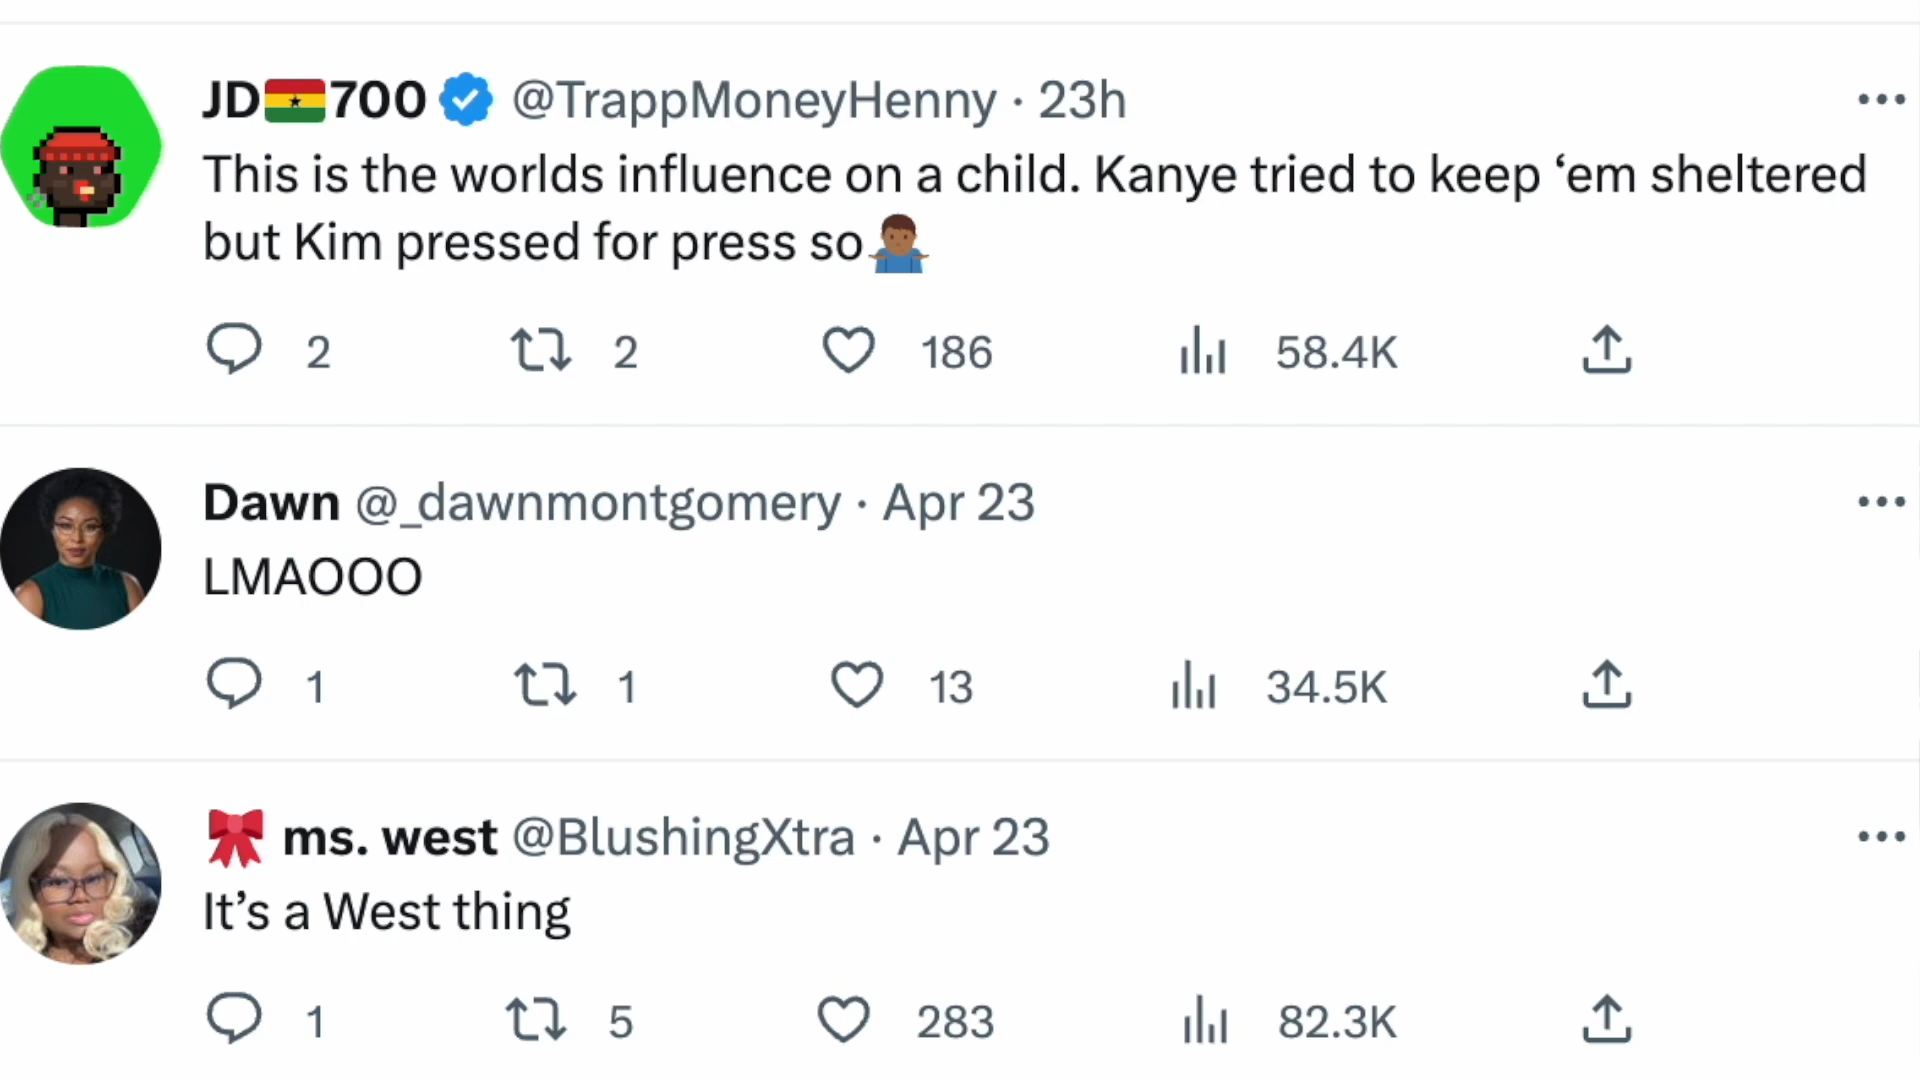 JD🇬🇭700 @TrappMoneyHenny · 23h
This is the worlds influence on a child. Kanye tried to keep ‘em sheltered
but Kim pressed for press so🤷🏾‍♂️
2 2 186 58.4K
Dawn @_dawnmontgomery · Apr 23
LMAOOO
1 1 13 34.5K
🎀 ms. west @BlushingXtra · Apr 23
It’s a West thing
1 5 283 82.3K